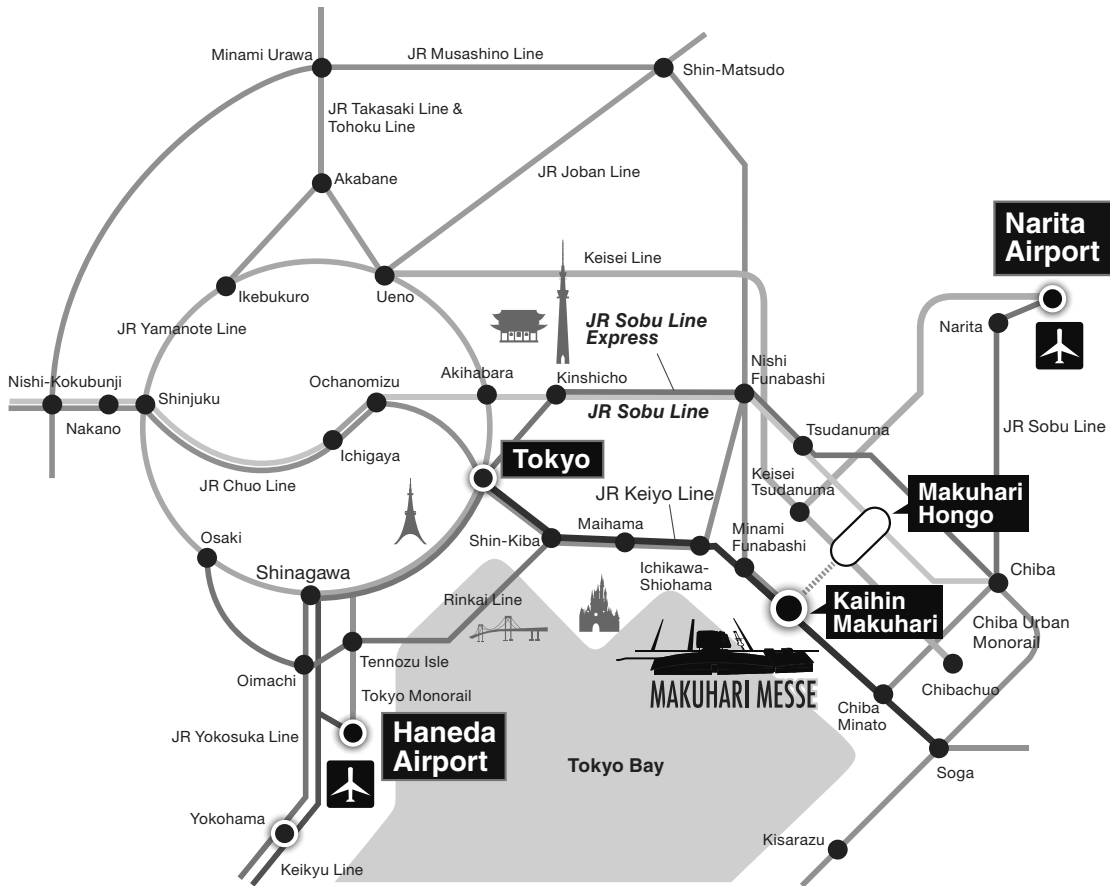 Minami Urawa
JR Musashino Line
Shin-Matsudo
JR Takasaki Line &
Tohoku Line
Akabane
JR Joban Line
Narita
Airport
Keisei Line
Ikebukuro
Ueno
JR Yamanote Line
JR Sobu Line
Express
Narita
Nishi-Kokubunji
Ochanomizu
Akihabara
Kinshicho
Nishi
Funabashi
Shinjuku
JR Sobu Line
Nakano
Ichigaya
Tsudanuma
JR Sobu Line
Tokyo
JR Chuo Line
Keisei
Tsudanuma
JR Keiyo Line
Makuhari
Hongo
Osaki
Shin-Kiba
Maihama
Minami
Funabashi
Ichikawa-
Shiohama
Shinagawa
Chiba
Rinkai Line
Kaihin
Makuhari
Chiba Urban
Monorail
Tennozu Isle
Oimachi
Tokyo Monorail
MAKUHARI MESSE
Chibachuo
Chiba
Minato
JR Yokosuka Line
Haneda
Airport
Tokyo Bay
Soga
Yokohama
Kisarazu
Keikyu Line